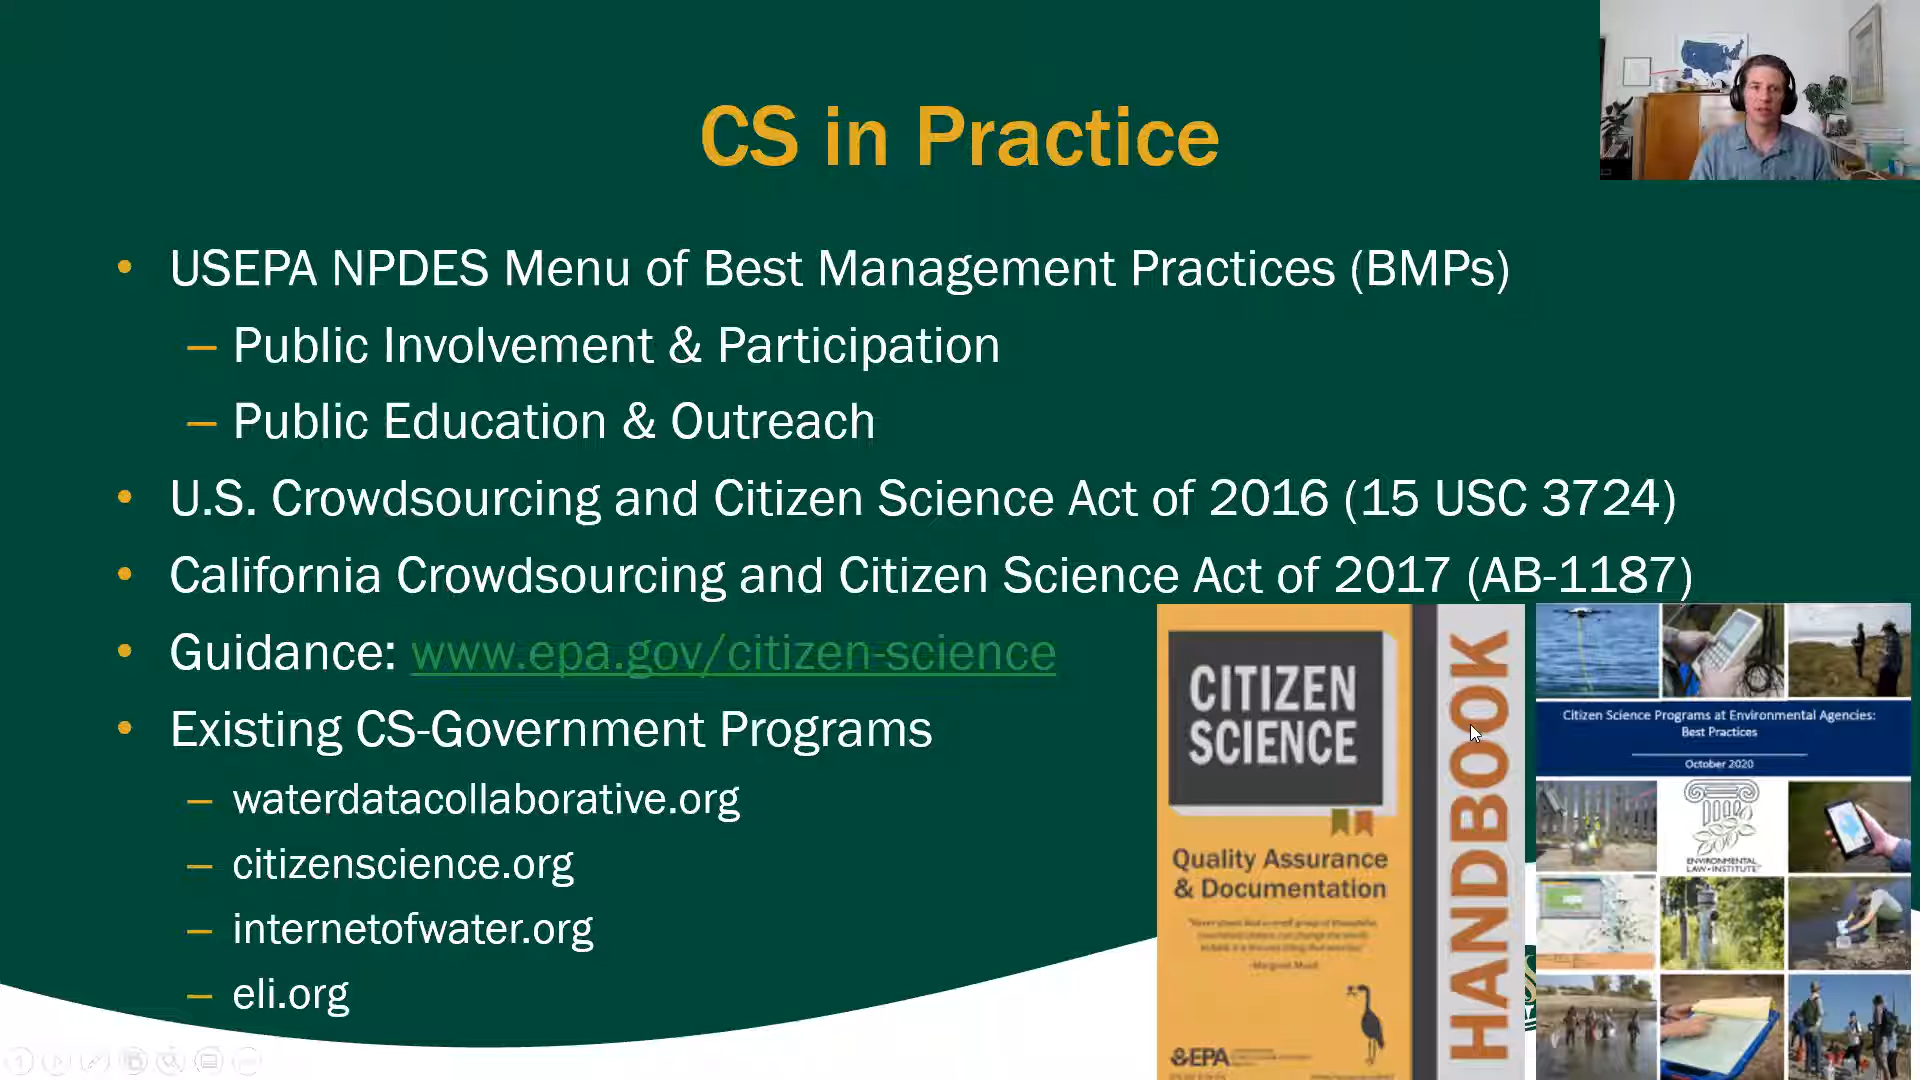 CS in Practice
• USEPA NPDES Menu of Best Management Practices (BMPs)
– Public Involvement & Participation
– Public Education & Outreach
• U.S. Crowdsourcing and Citizen Science Act of 2016 (15 USC 3724)
• California Crowdsourcing and Citizen Science Act of 2017 (AB-1187)
• Guidance: www.epa.gov/citizen-science
• Existing CS-Government Programs
– waterdatacollaborative.org
– citizenscience.org
– internetofwater.org
– eli.org
CITIZEN
SCIENCE
Quality Assurance
& Documentation
-Margaret Mead
EPA
HANDBOOK
Citizen Science Programs at Environmental Agencies:
Best Practices
October 2020
ENVIRONMENTAL
LAW•INSTITUTE